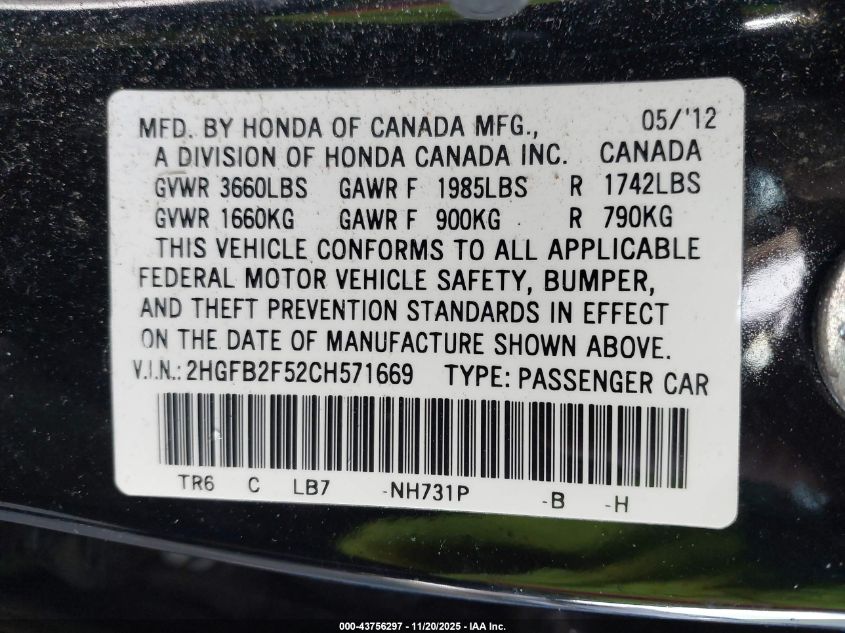 MFD. BY HONDA OF CANADA MFG., 05/'12
A DIVISION OF HONDA CANADA INC. CANADA
GVWR 3660LBS GAWR F 1985LBS R 1742LBS
GVWR 1660KG GAWR F 900KG R 790KG
THIS VEHICLE CONFORMS TO ALL APPLICABLE
FEDERAL MOTOR VEHICLE SAFETY, BUMPER,
AND THEFT PREVENTION STANDARDS IN EFFECT
ON THE DATE OF MANUFACTURE SHOWN ABOVE.
V.I.N.: 2HGFB2F52CH571669 TYPE: PASSENGER CAR
TR6 C LB7 -NH731P -B -H
000-43756297 - 11/20/2025 - IAA Inc.